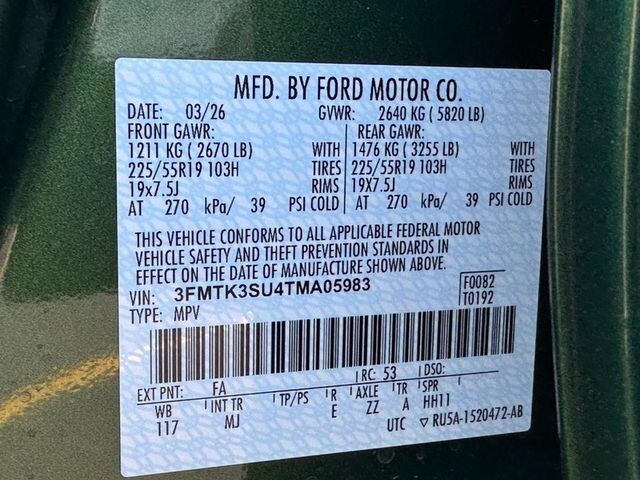 MFD. BY FORD MOTOR CO.
DATE: 03/26 GVWR: 2640 KG ( 5820 LB)
FRONT GAWR: REAR GAWR:
1211 KG ( 2670 LB) WITH 1476 KG ( 3255 LB) WITH
225/55R19 103H TIRES 225/55R19 103H TIRES
19x7.5J RIMS 19X7.5J RIMS
AT 270 kPa/ 39 PSI COLD AT 270 kPa/ 39 PSI COLD
THIS VEHICLE CONFORMS TO ALL APPLICABLE FEDERAL MOTOR
VEHICLE SAFETY AND THEFT PREVENTION STANDARDS IN
EFFECT ON THE DATE OF MANUFACTURE SHOWN ABOVE.
VIN: 3FMTK3SU4TMA05983 F0082
TYPE: MPV T0192
EXT PNT: FA RC: 53 DSO:
WB INT TR TP/PS R AXLE TR SPR
117 MJ E ZZ A HH11
UTC ▽ RU5A-1520472-AB